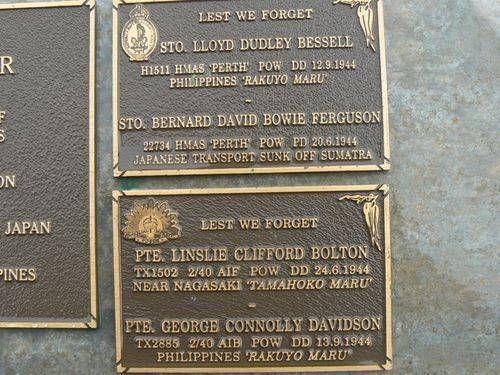 R
F
S
ON
JAPAN
PINES
LEST WE FORGET
STO. LLOYD DUDLEY BESSELL
H1511 HMAS 'PERTH' POW DD 12.9.1944
PHILIPPINES 'RAKUYO MARU'
-
STO. BERNARD DAVID BOWIE FERGUSON
22734 HMAS 'PERTH' POW PD 20.6.1944
JAPANESE TRANSPORT SUNK OFF SUMATRA
LEST WE FORGET
PTE. LINSLIE CLIFFORD BOLTON
TX1502 2/40 AIF POW DD 24.6.1944
NEAR NAGASAKI 'TAMAHOKO MARU'
-
PTE. GEORGE CONNOLLY DAVIDSON
TX2885 2/40 AIB POW DD 13.9.1944
PHILIPPINES 'RAKUYO MARU'